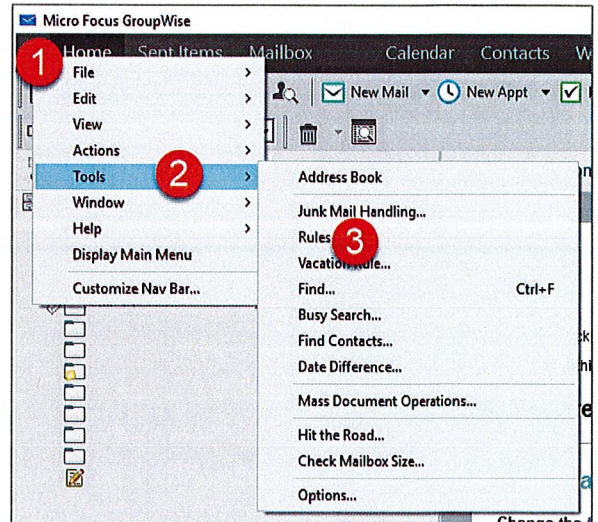 Micro Focus GroupWise
1
Home Sent Items Mailbox Calendar Contacts
File
New Mail New Appt
Edit
View
Actions
Tools 2
Address Book
Window
Junk Mail Handling...
Help
Rules 3
Display Main Menu
Vacation Rule...
Customize Nav Bar...
Find... Ctrl+F
Busy Search...
Find Contacts...
Date Difference...
Mass Document Operations...
Hit the Road...
Check Mailbox Size...
Options...
Change the